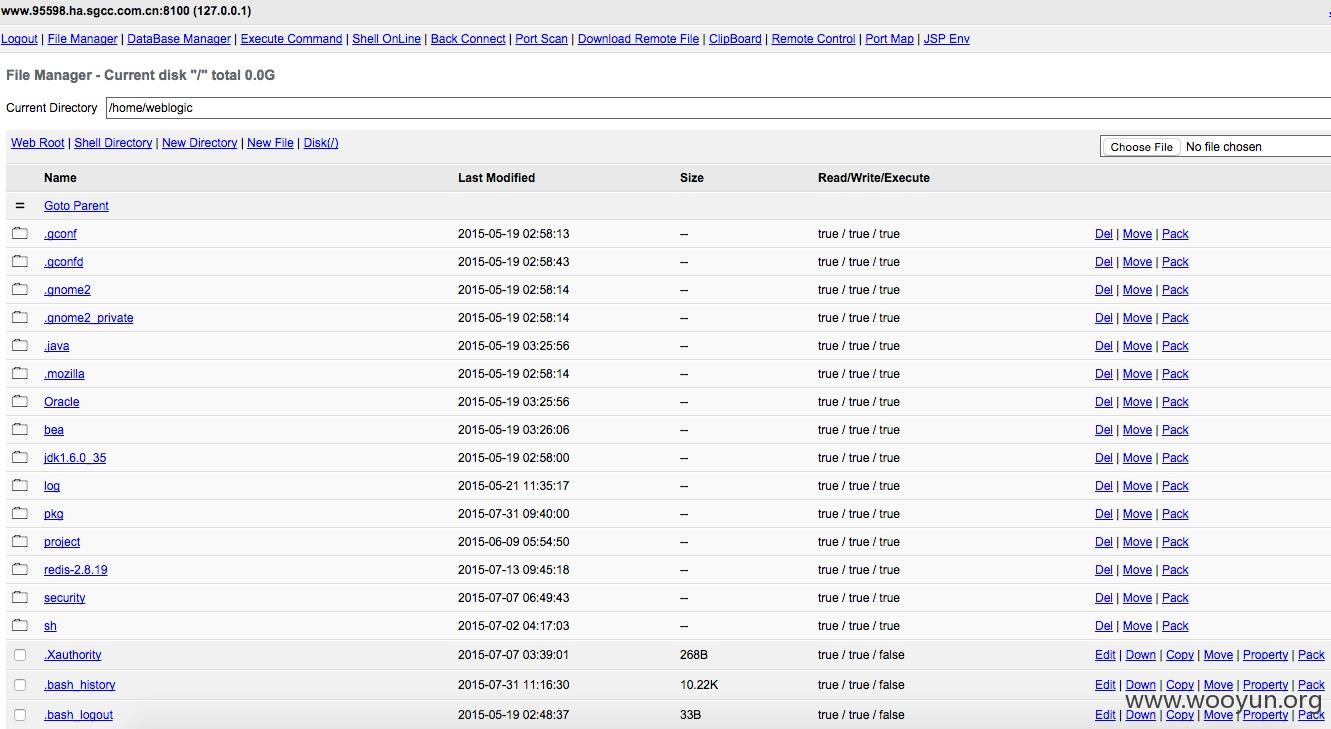 www.95598.ha.sgcc.com.cn:8100 (127.0.0.1)
Logout | File Manager | DataBase Manager | Execute Command | Shell OnLine | Back Connect | Port Scan | Download Remote File | ClipBoard | Remote Control | Port Map | JSP Env
File Manager - Current disk "/" total 0.0G
Current Directory /home/weblogic
Web Root | Shell Directory | New Directory | New File | Disk(/) Choose File No file chosen
Name Last Modified Size Read/Write/Execute
= Goto Parent
.gconf 2015-05-19 02:58:13 -- true / true / true Del | Move | Pack
.gconfd 2015-05-19 02:58:43 -- true / true / true Del | Move | Pack
.gnome2 2015-05-19 02:58:14 -- true / true / true Del | Move | Pack
.gnome2_private 2015-05-19 02:58:14 -- true / true / true Del | Move | Pack
.java 2015-05-19 03:25:56 -- true / true / true Del | Move | Pack
.mozilla 2015-05-19 02:58:14 -- true / true / true Del | Move | Pack
Oracle 2015-05-19 03:25:56 -- true / true / true Del | Move | Pack
bea 2015-05-19 03:26:06 -- true / true / true Del | Move | Pack
jdk1.6.0_35 2015-05-19 02:58:00 -- true / true / true Del | Move | Pack
log 2015-05-21 11:35:17 -- true / true / true Del | Move | Pack
pkg 2015-07-31 09:40:00 -- true / true / true Del | Move | Pack
project 2015-06-09 05:54:50 -- true / true / true Del | Move | Pack
redis-2.8.19 2015-07-13 09:45:18 -- true / true / true Del | Move | Pack
security 2015-07-07 06:49:43 -- true / true / true Del | Move | Pack
sh 2015-07-02 04:17:03 -- true / true / true Del | Move | Pack
.Xauthority 2015-07-07 03:39:01 268B true / true / false Edit | Down | Copy | Move | Property | Pack
.bash_history 2015-07-31 11:16:30 10.22K true / true / false Edit | Down | Copy | Move | Property | Pack
.bash_logout 2015-05-19 02:48:37 33B true / true / false Edit | Down | Copy | Move | Property | Pack
www.wooyun.org